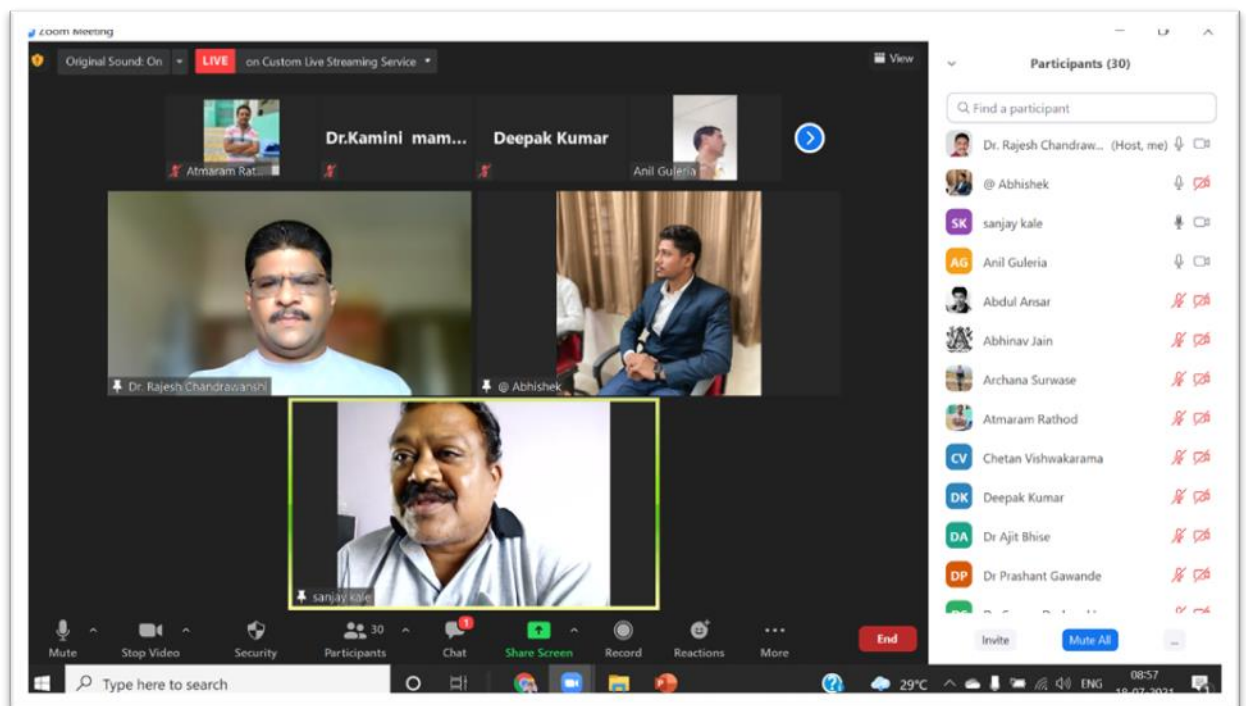 Zoom Meeting
Original Sound: On
LIVE on Custom Live Streaming Service
View
Atmaram Rat...
Dr.Kamini mam...
Deepak Kumar
Anil Guleria
Dr. Rajesh Chandrawanshi
@ Abhishek
sanjay kale
Participants (30)
Find a participant
Dr. Rajesh Chandraw... (Host, me)
@ Abhishek
SK sanjay kale
AG Anil Guleria
Abdul Ansar
Abhinav Jain
Archana Surwase
Atmaram Rathod
CV Chetan Vishwakarama
DK Deepak Kumar
DA Dr Ajit Bhise
DP Dr Prashant Gawande
Invite
Mute All
...
Mute
Stop Video
Security
30
Participants
1
Chat
Share Screen
Record
Reactions
More
End
Type here to search
29°C
ENG
08:57
18-07-2021
1